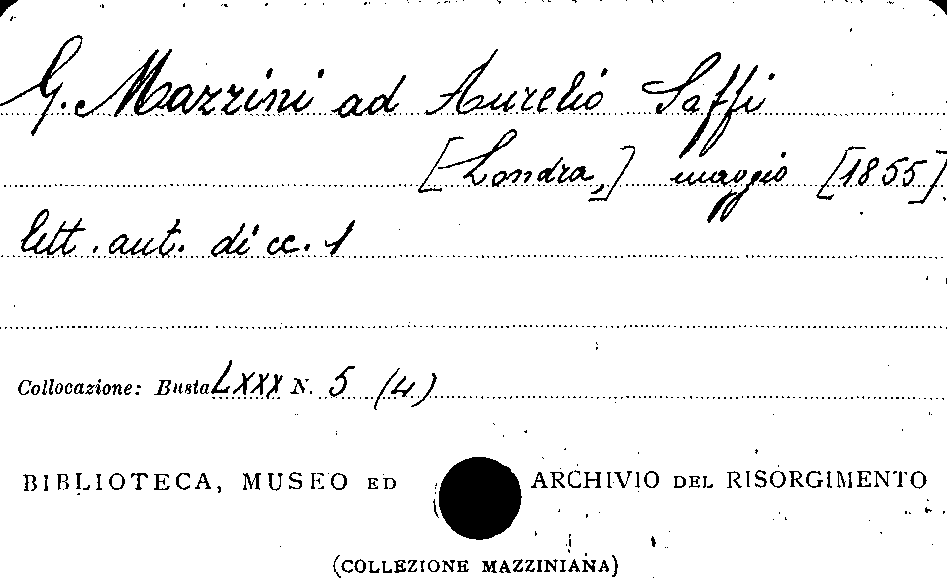 G. Mazzini ad Aurelio Saffi
[Londra,] maggio [1855]
lett. aut. di cc. 1
Collocazione: Busta LXXX N. 5 (4)
BIBLIOTECA, MUSEO ED ARCHIVIO DEL RISORGIMENTO
(COLLEZIONE MAZZINIANA)